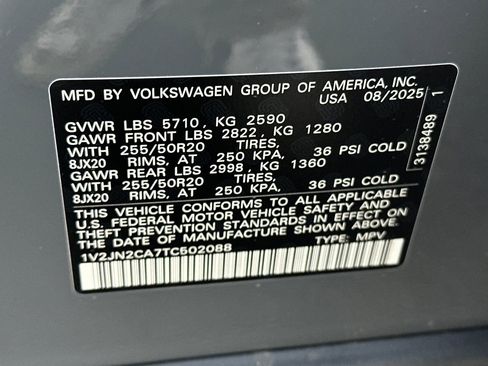 MFD BY VOLKSWAGEN GROUP OF AMERICA, INC.
USA 08/2025
GVWR LBS 5710, KG 2590
GAWR FRONT LBS 2822, KG 1280
WITH 255/50R20 TIRES,
8JX20 RIMS, AT 250 KPA, 36 PSI COLD
GAWR REAR LBS 2998, KG 1360
WITH 255/50R20 TIRES,
8JX20 RIMS, AT 250 KPA, 36 PSI COLD
THIS VEHICLE CONFORMS TO ALL APPLICABLE
U.S. FEDERAL MOTOR VEHICLE SAFETY AND
THEFT PREVENTION STANDARDS IN EFFECT ON
THE DATE OF MANUFACTURE SHOWN ABOVE.
1V2JN2CA7TC502088 TYPE: MPV
3138489 1